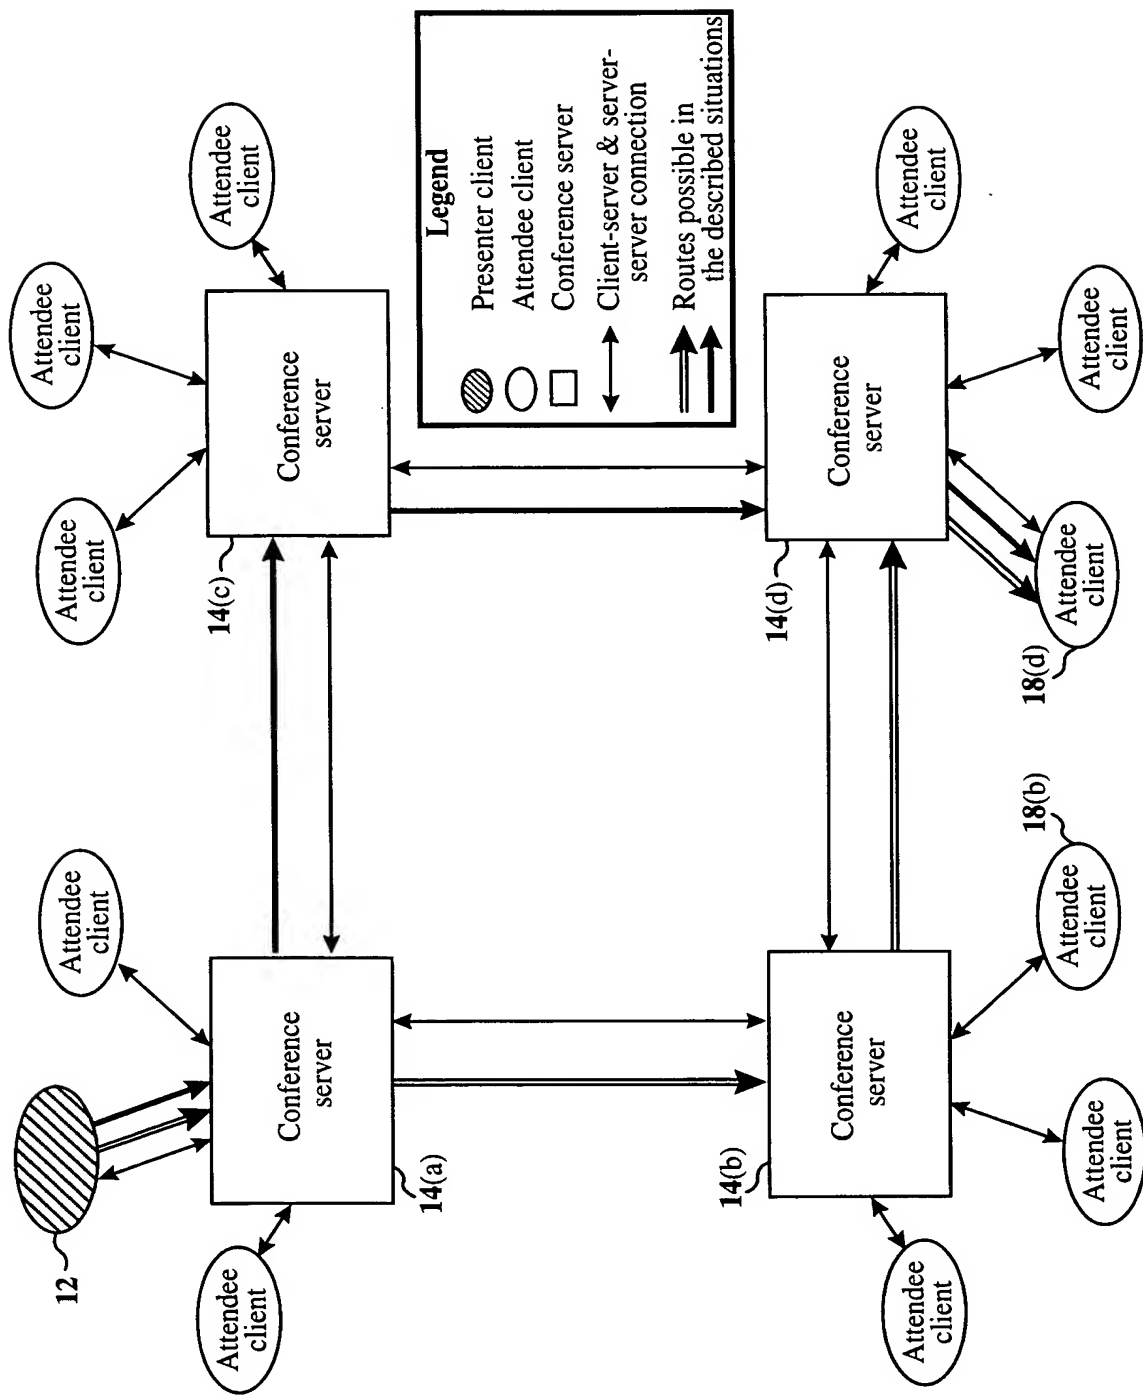 12
Attendee
client
Attendee
client
Attendee
client
Attendee
client
Attendee
client
Conference
server
14(a)
Conference
server
14(c)
Legend
Presenter client
Attendee client
Conference server
Client-server & server-
server connection
Routes possible in
the described situations
Conference
server
14(b)
Conference
server
14(d)
Attendee
client
Attendee
client
Attendee
client
18(b)
Attendee
client
18(d)
Attendee
client
Attendee
client